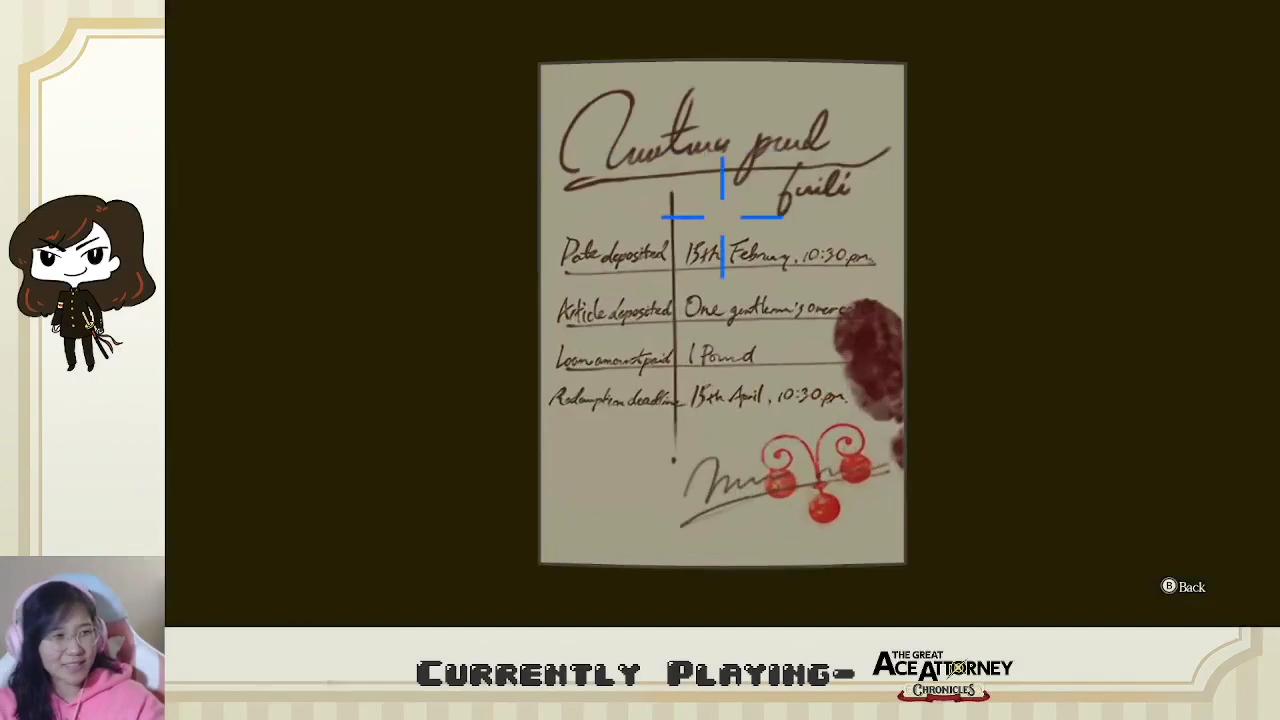 Date deposited 15th February, 10:30 pm.
Article deposited One gentleman's
Loan amount paid 1 Pound
Redemption deadline 15th April, 10:30 pm.
B Back
CURRENTLY PLAYING-
THE GREAT
ACE ATTORNEY
CHRONICLES